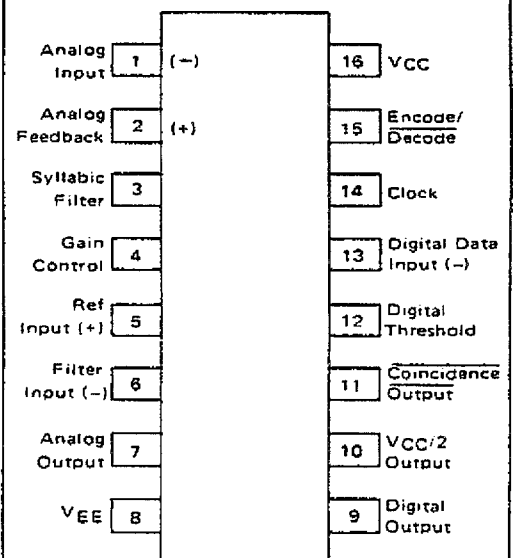 Analog
Input
1
(−)
Analog
Feedback
2
(+)
Syllabic
Filter
3
Gain
Control
4
Ref
Input (+)
5
Filter
Input (−)
6
Analog
Output
7
VEE
8
16
VCC
15
Encode/
Decode
14
Clock
13
Digital Data
Input (−)
12
Digital
Threshold
11
Coincidence
Output
10
VCC/2
Output
9
Digital
Output